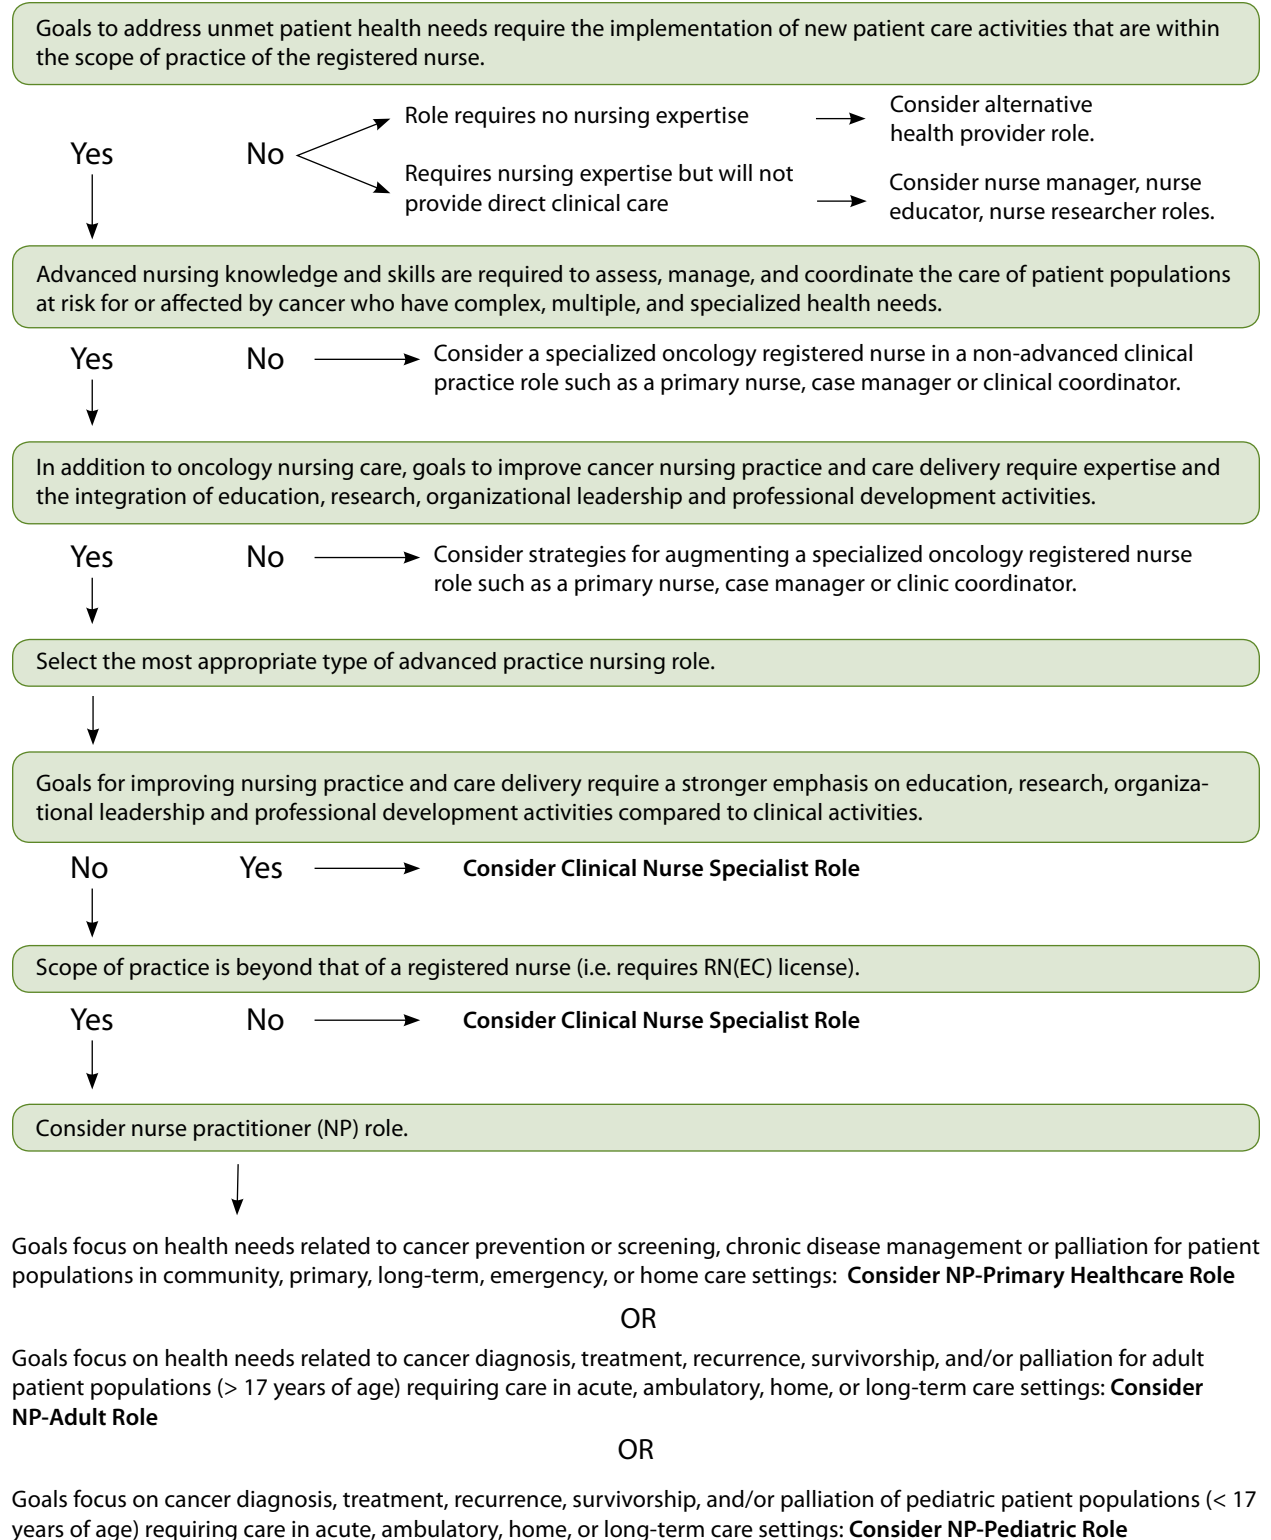 Goals to address unmet patient health needs require the implementation of new patient care activities that are within
the scope of practice of the registered nurse.
Yes
No
Role requires no nursing expertise
Consider alternative
health provider role.
Requires nursing expertise but will not
provide direct clinical care
Consider nurse manager, nurse
educator, nurse researcher roles.
Advanced nursing knowledge and skills are required to assess, manage, and coordinate the care of patient populations
at risk for or affected by cancer who have complex, multiple, and specialized health needs.
Yes
No
Consider a specialized oncology registered nurse in a non-advanced clinical
practice role such as a primary nurse, case manager or clinical coordinator.
In addition to oncology nursing care, goals to improve cancer nursing practice and care delivery require expertise and
the integration of education, research, organizational leadership and professional development activities.
Yes
No
Consider strategies for augmenting a specialized oncology registered nurse
role such as a primary nurse, case manager or clinic coordinator.
Select the most appropriate type of advanced practice nursing role.
Goals for improving nursing practice and care delivery require a stronger emphasis on education, research, organiza-
tional leadership and professional development activities compared to clinical activities.
No
Yes
Consider Clinical Nurse Specialist Role
Scope of practice is beyond that of a registered nurse (i.e. requires RN(EC) license).
Yes
No
Consider Clinical Nurse Specialist Role
Consider nurse practitioner (NP) role.
Goals focus on health needs related to cancer prevention or screening, chronic disease management or palliation for patient
populations in community, primary, long-term, emergency, or home care settings: Consider NP-Primary Healthcare Role
OR
Goals focus on health needs related to cancer diagnosis, treatment, recurrence, survivorship, and/or palliation for adult
patient populations (> 17 years of age) requiring care in acute, ambulatory, home, or long-term care settings: Consider
NP-Adult Role
OR
Goals focus on cancer diagnosis, treatment, recurrence, survivorship, and/or palliation of pediatric patient populations (< 17
years of age) requiring care in acute, ambulatory, home, or long-term care settings: Consider NP-Pediatric Role